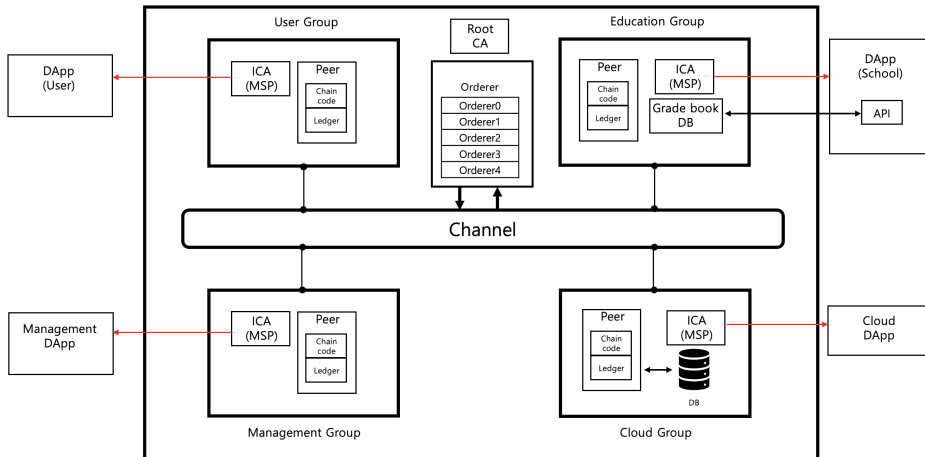 User Group
Education Group
Root
CA
DApp
(User)
ICA
(MSP)
Peer
Chain
code
Ledger
Orderer
Orderer0
Orderer1
Orderer2
Orderer3
Orderer4
Peer
Chain
code
Ledger
ICA
(MSP)
Grade book
DB
DApp
(School)
API
Channel
Management
DApp
ICA
(MSP)
Peer
Chain
code
Ledger
Peer
Chain
code
Ledger
ICA
(MSP)
DB
Cloud
DApp
Management Group
Cloud Group